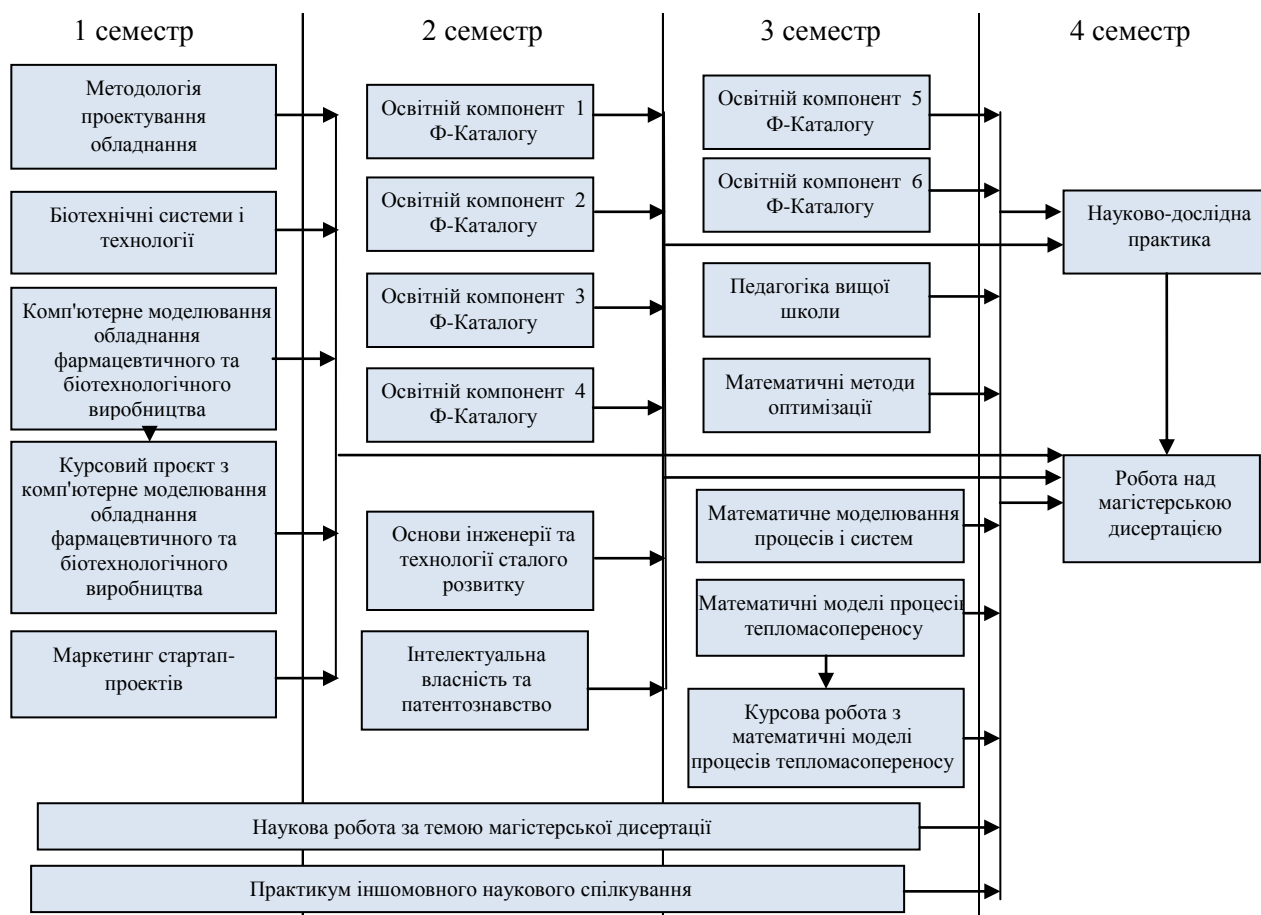 1 семестр
2 семестр
3 семестр
4 семестр
Методологія
проектування
обладнання
Біотехнічні системи і
технології
Комп'ютерне моделювання
обладнання
фармацевтичного та
біотехнологічного
виробництва
Курсовий проєкт з
комп'ютерне моделювання
обладнання
фармацевтичного та
біотехнологічного
виробництва
Маркетинг стартап-
проектів
Освітній компонент 1
Ф-Каталогу
Освітній компонент 2
Ф-Каталогу
Освітній компонент 3
Ф-Каталогу
Освітній компонент 4
Ф-Каталогу
Основи інженерії та
технології сталого
розвитку
Інтелектуальна
власність та
патентознавство
Освітній компонент 5
Ф-Каталогу
Освітній компонент 6
Ф-Каталогу
Педагогіка вищої
школи
Математичні методи
оптимізації
Математичне моделювання
процесів і систем
Математичні моделі процесів
тепломасопереносу
Курсова робота з
математичні моделі
процесів тепломасопереносу
Науково-дослідна
практика
Робота над
магістерською
дисертацією
Наукова робота за темою магістерської дисертації
Практикум іншомовного наукового спілкування